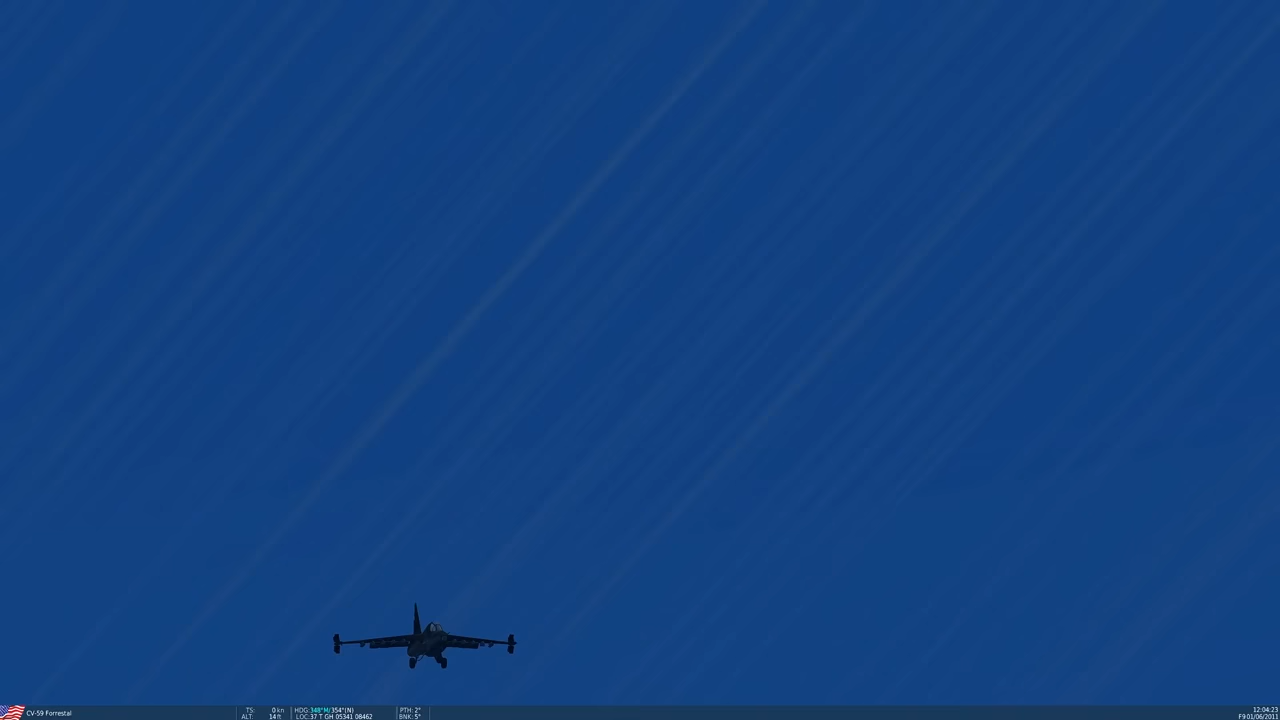 CV-59 Forrestal
TS: 0 kn
ALT: 14 ft
HDG:348°M/354°(N)
LOC:37 T GH 05341 08462
PTH: 2°
BNK: 5°
12:04:23
F9 01/06/2011